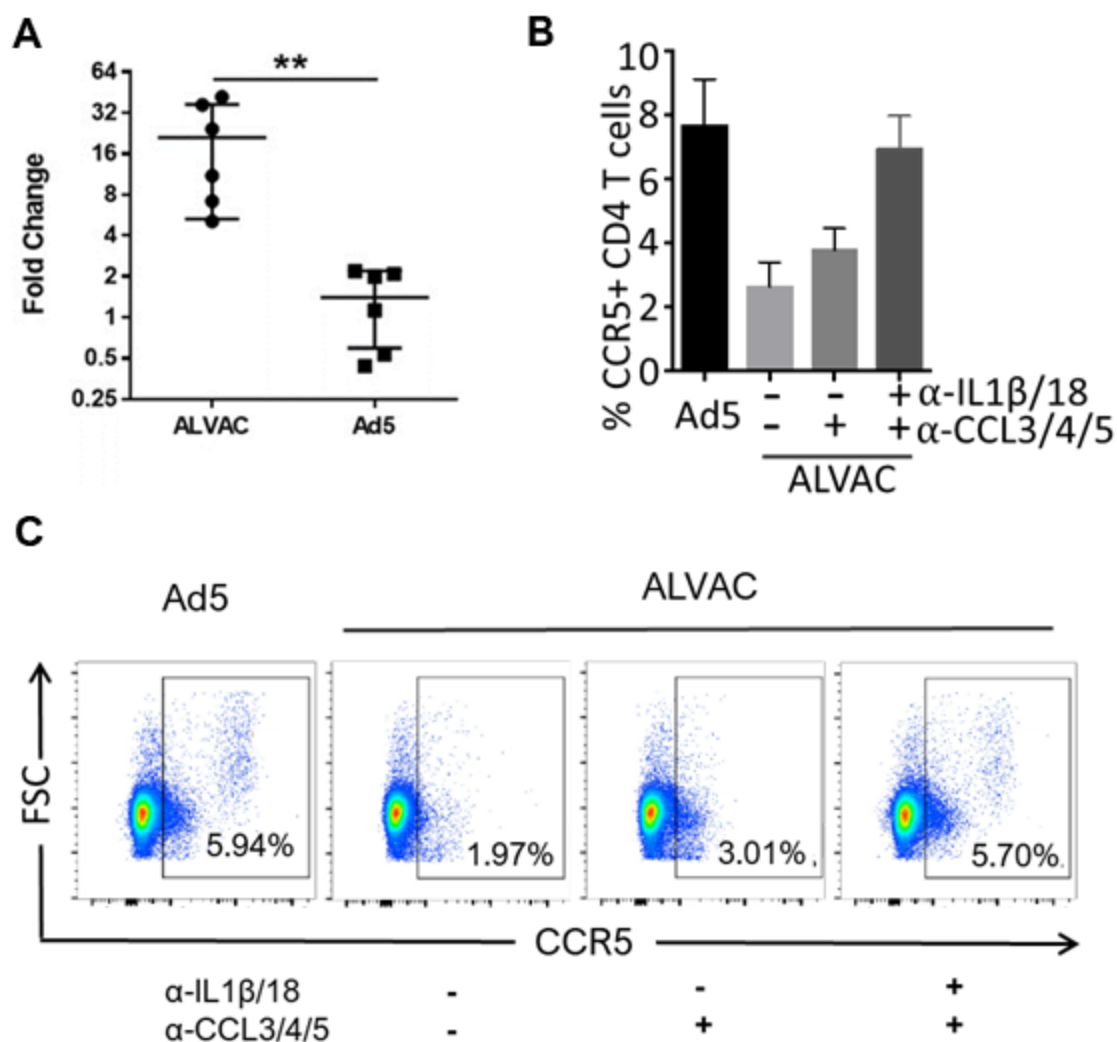 A
B
64
32
16
8
4
2
1
0.5
0.25
Fold Change
**
ALVAC
Ad5
10
8
6
4
2
0
% CCR5+ CD4 T cells
Ad5
- - + α-IL1β/18
- + + α-CCL3/4/5
ALVAC
C
Ad5
ALVAC
FSC
5.94%
1.97%
3.01%
5.70%
CCR5
α-IL1β/18 - - +
α-CCL3/4/5 - + +